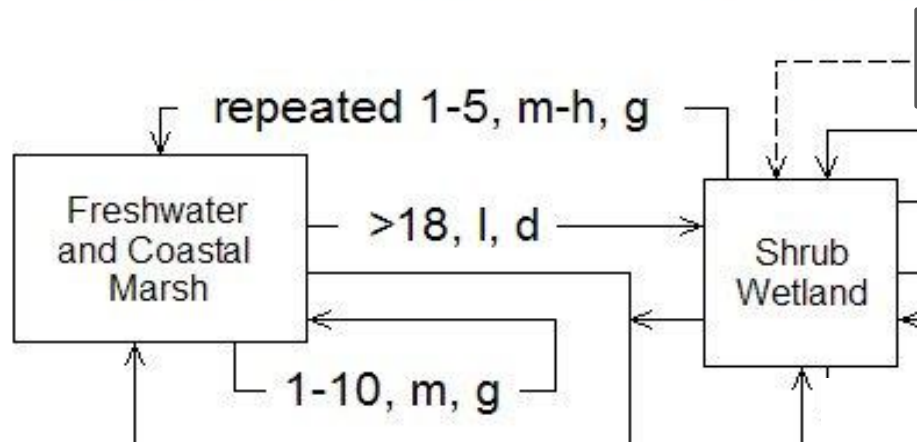 repeated 1-5, m-h, g
Freshwater
and Coastal
Marsh
>18, l, d
Shrub
Wetland
1-10, m, g